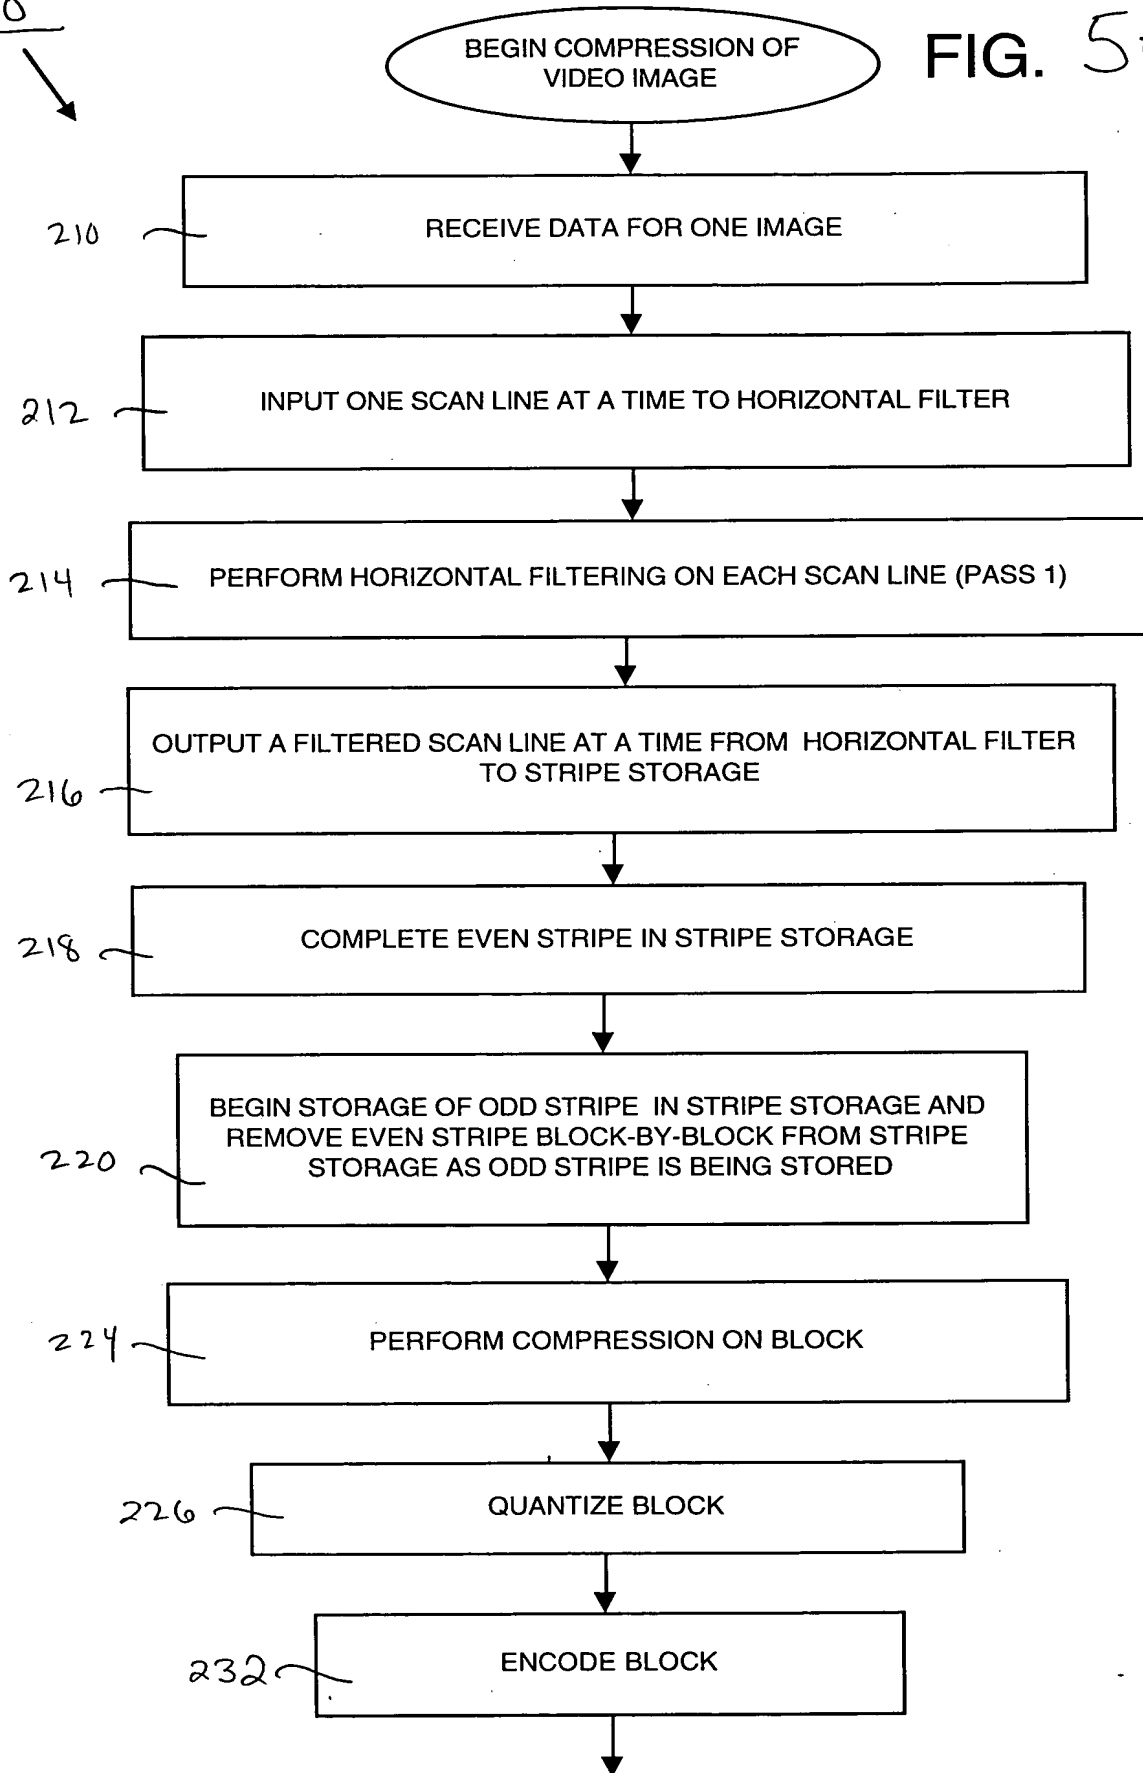 BEGIN COMPRESSION OF
VIDEO IMAGE
FIG. 5
210
RECEIVE DATA FOR ONE IMAGE
212
INPUT ONE SCAN LINE AT A TIME TO HORIZONTAL FILTER
214
PERFORM HORIZONTAL FILTERING ON EACH SCAN LINE (PASS 1)
OUTPUT A FILTERED SCAN LINE AT A TIME FROM HORIZONTAL FILTER
TO STRIPE STORAGE
216
218
COMPLETE EVEN STRIPE IN STRIPE STORAGE
BEGIN STORAGE OF ODD STRIPE IN STRIPE STORAGE AND
REMOVE EVEN STRIPE BLOCK-BY-BLOCK FROM STRIPE
STORAGE AS ODD STRIPE IS BEING STORED
220
224
PERFORM COMPRESSION ON BLOCK
226
QUANTIZE BLOCK
232
ENCODE BLOCK